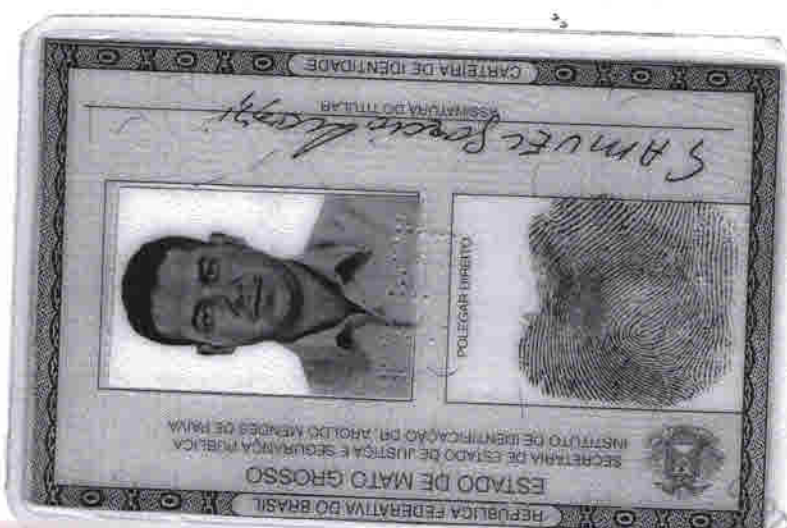 REPÚBLICA FEDERATIVA DO BRASIL
ESTADO DE MATO GROSSO
SECRETARIA DE ESTADO DE JUSTIÇA E SEGURANÇA PÚBLICA
INSTITUTO DE IDENTIFICAÇÃO DR. AROLDO MENDES DE PAIVA
POLEGAR DIREITO
SAMUEL Garcia
ASSINATURA DO TITULAR
CARTEIRA DE IDENTIDADE